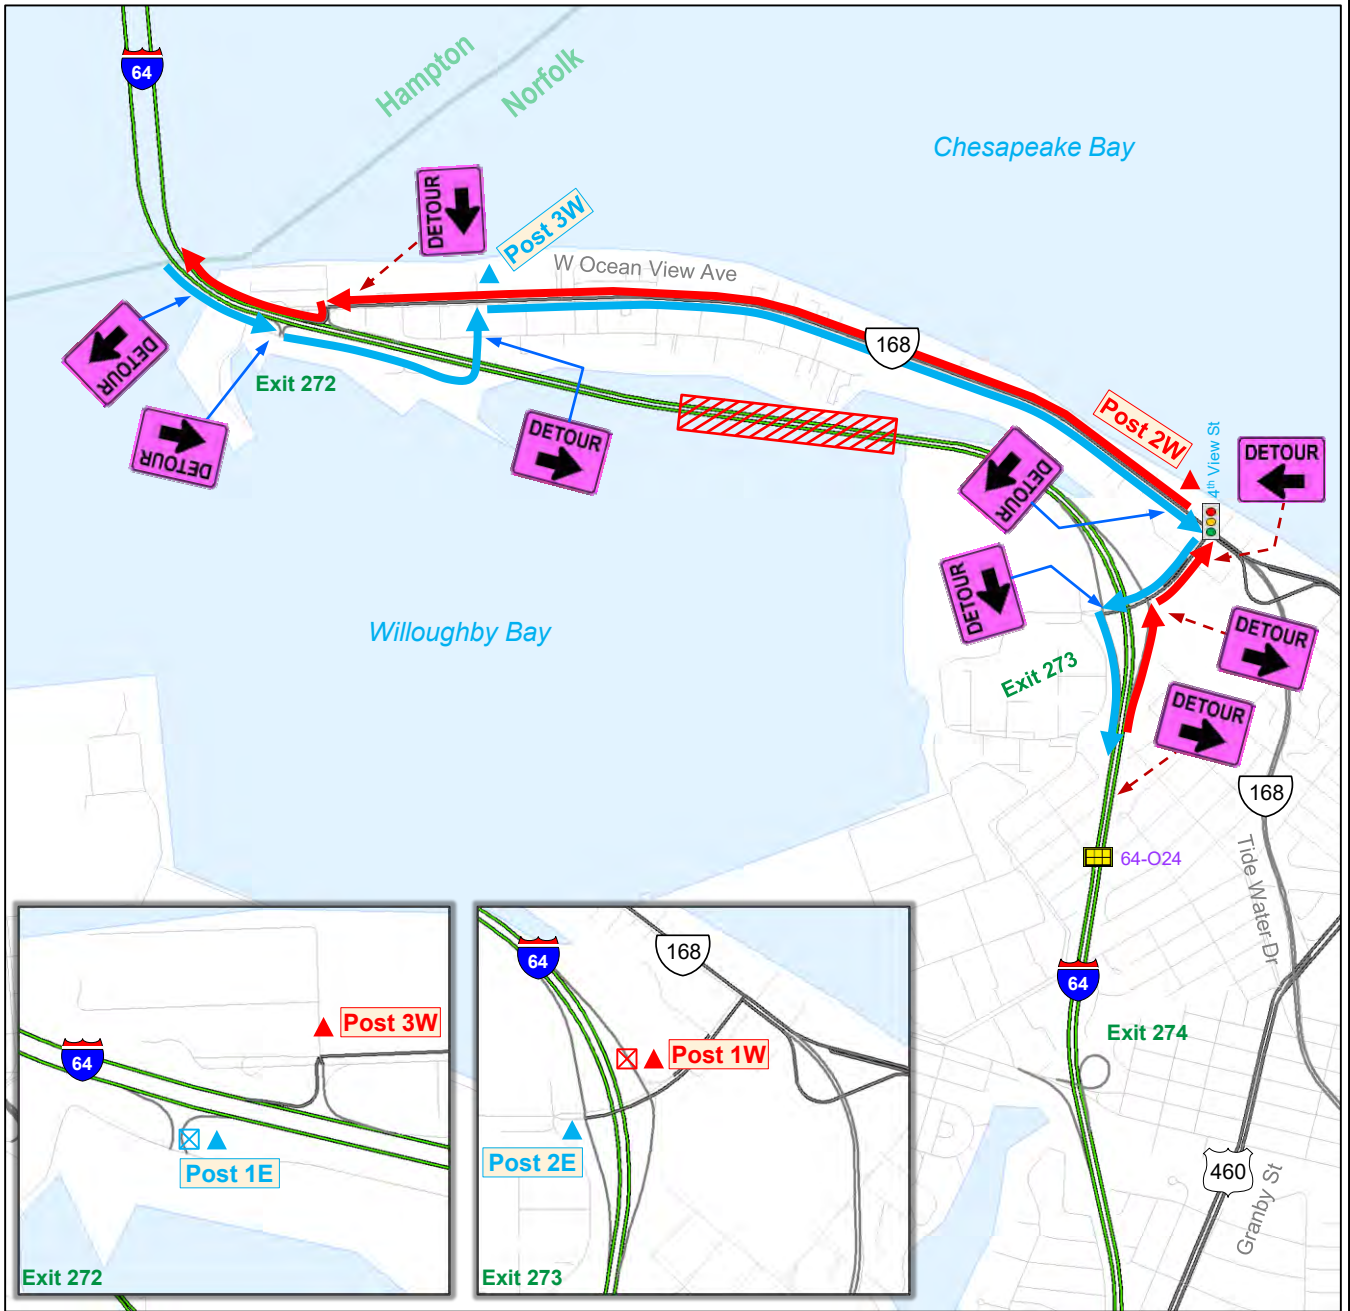 64
Hampton
Norfolk
Chesapeake Bay
DETOUR
Post 3W
W Ocean View Ave
DETOUR
168
Exit 272
DETOUR
DETOUR
Post 2W
4th View St
DETOUR
DETOUR
DETOUR
Willoughby Bay
DETOUR
Exit 273
DETOUR
168
64-O24
Tide Water Dr
64
Exit 274
460
Granby St
Post 3W
64
Post 1E
Exit 272
168
64
Post 1W
Post 2E
Exit 273